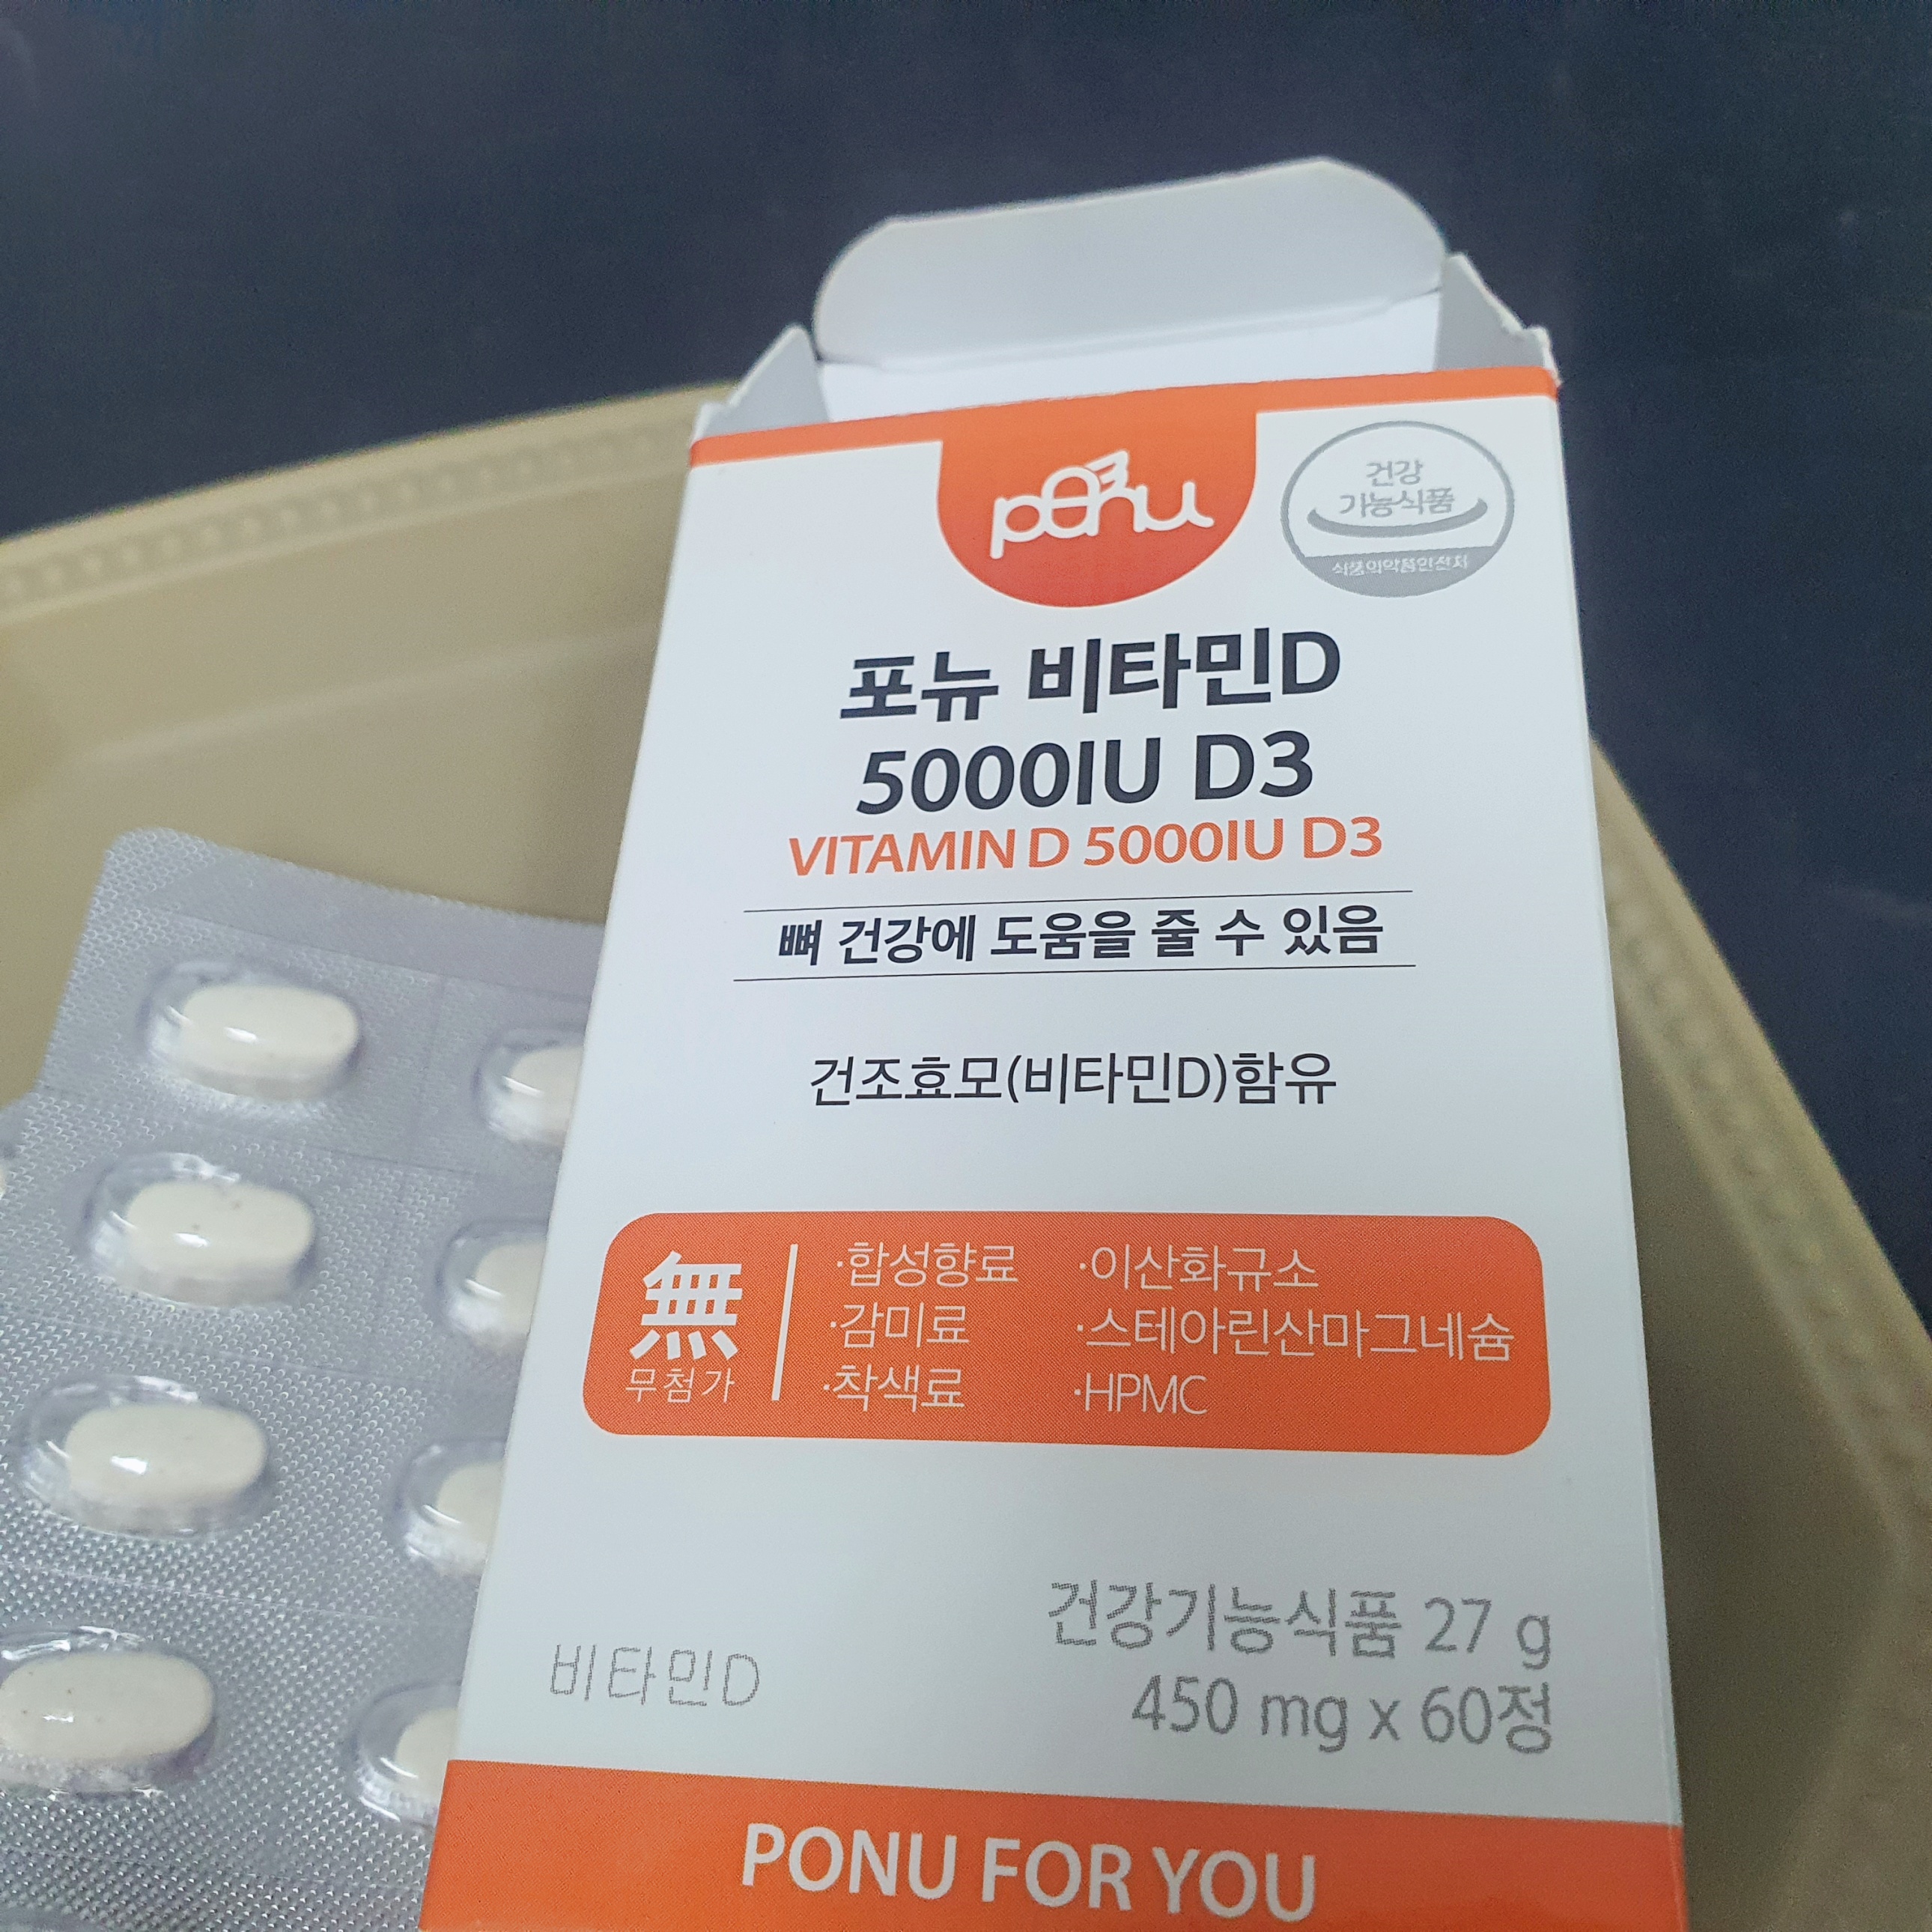 ponu
건강
기능식품
식품의약품안전처
포뉴 비타민D
5000IU D3
VITAMIN D 5000IU D3
뼈 건강에 도움을 줄 수 있음
건조효모(비타민D)함유
無
무첨가
·합성향료
·감미료
·착색료
·이산화규소
·스테아린산마그네슘
·HPMC
비타민D
건강기능식품 27 g
450 mg x 60정
PONU FOR YOU